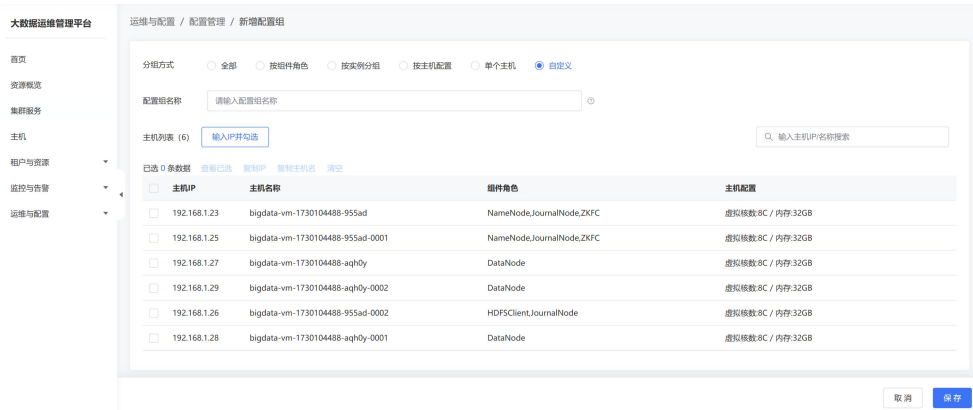 大数据运维管理平台
运维与配置 / 配置管理 / 新增配置组
首页
资源概览
集群服务
主机
租户与资源
监控与告警
运维与配置
分组方式 全部 按组件角色 按实例分组 按主机配置 单个主机 自定义
配置组名称 请输入配置组名称
主机列表（6） 输入IP并勾选 输入主机IP/名称搜索
已选 0 条数据 查看已选 复制IP 复制主机名 清空
主机IP 主机名称 组件角色 主机配置
192.168.1.23 bigdata-vm-1730104488-955ad NameNode,JournalNode,ZKFC 虚拟核数:8C / 内存:32GB
192.168.1.25 bigdata-vm-1730104488-955ad-0001 NameNode,JournalNode,ZKFC 虚拟核数:8C / 内存:32GB
192.168.1.27 bigdata-vm-1730104488-aqh0y DataNode 虚拟核数:8C / 内存:32GB
192.168.1.29 bigdata-vm-1730104488-aqh0y-0002 DataNode 虚拟核数:8C / 内存:32GB
192.168.1.26 bigdata-vm-1730104488-955ad-0002 HDFSClient,JournalNode 虚拟核数:8C / 内存:32GB
192.168.1.28 bigdata-vm-1730104488-aqh0y-0001 DataNode 虚拟核数:8C / 内存:32GB
取消 保存